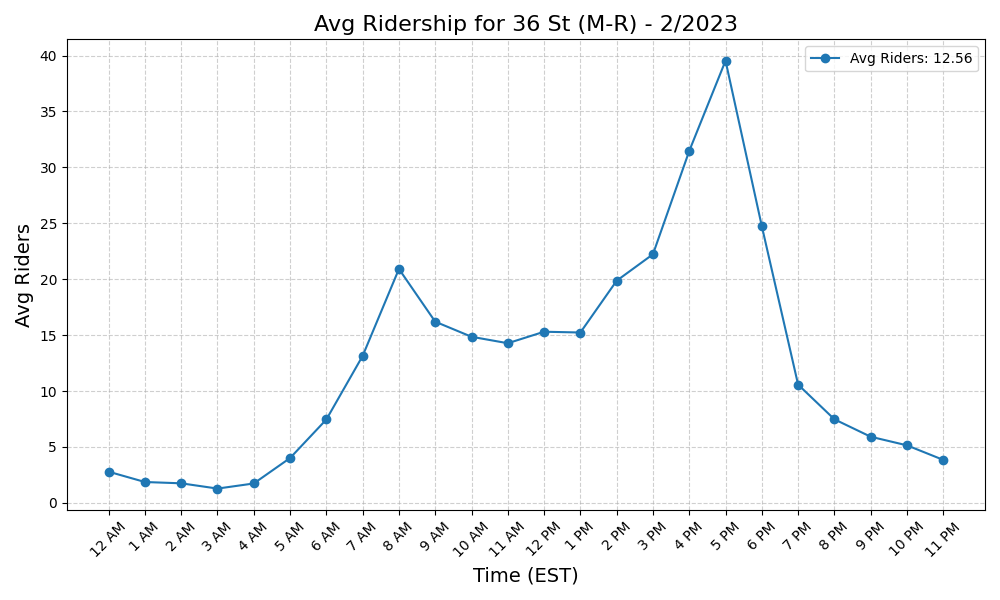 Avg Ridership for 36 St (M-R) - 2/2023
Avg Riders: 12.56
Avg Riders
40
35
30
25
20
15
10
5
0
12 AM
1 AM
2 AM
3 AM
4 AM
5 AM
6 AM
7 AM
8 AM
9 AM
10 AM
11 AM
12 PM
1 PM
2 PM
3 PM
4 PM
5 PM
6 PM
7 PM
8 PM
9 PM
10 PM
11 PM
Time (EST)